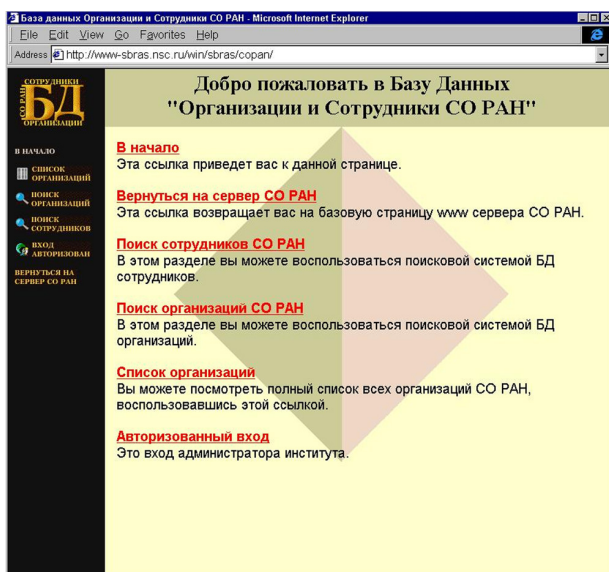 База данных Организации и Сотрудники СО РАН - Microsoft Internet Explorer
File Edit View Go Favorites Help
Address http://www-sbras.nsc.ru/win/sbras/copan/
СОТРУДНИКИ
СО РАН
БД
ОРГАНИЗАЦИИ
В НАЧАЛО
СПИСОК
ОРГАНИЗАЦИЙ
ПОИСК
ОРГАНИЗАЦИЙ
ПОИСК
СОТРУДНИКОВ
ВХОД
АВТОРИЗОВАН
ВЕРНУТЬСЯ НА
СЕРВЕР СО РАН
Добро пожаловать в Базу Данных
"Организации и Сотрудники СО РАН"
В начало
Эта ссылка приведет вас к данной странице.
Вернуться на сервер СО РАН
Эта ссылка возвращает вас на базовую страницу www сервера СО РАН.
Поиск сотрудников СО РАН
В этом разделе вы можете воспользоваться поисковой системой БД
сотрудников.
Поиск организаций СО РАН
В этом разделе вы можете воспользоваться поисковой системой БД
организаций.
Список организаций
Вы можете посмотреть полный список всех организаций СО РАН,
воспользовавшись этой ссылкой.
Авторизованный вход
Это вход администратора института.